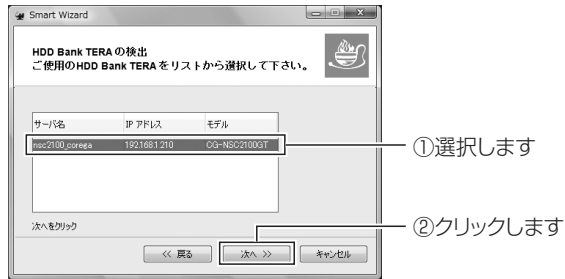 Smart Wizard
HDD Bank TERA の検出
ご使用のHDD Bank TERA をリストから選択して下さい。
サーバ名 IP アドレス モデル
nsc2100_corega 192.168.1.210 CG-NSC2100GT
①選択します
次へをクリック
②クリックします
<< 戻る 次へ >> キャンセル